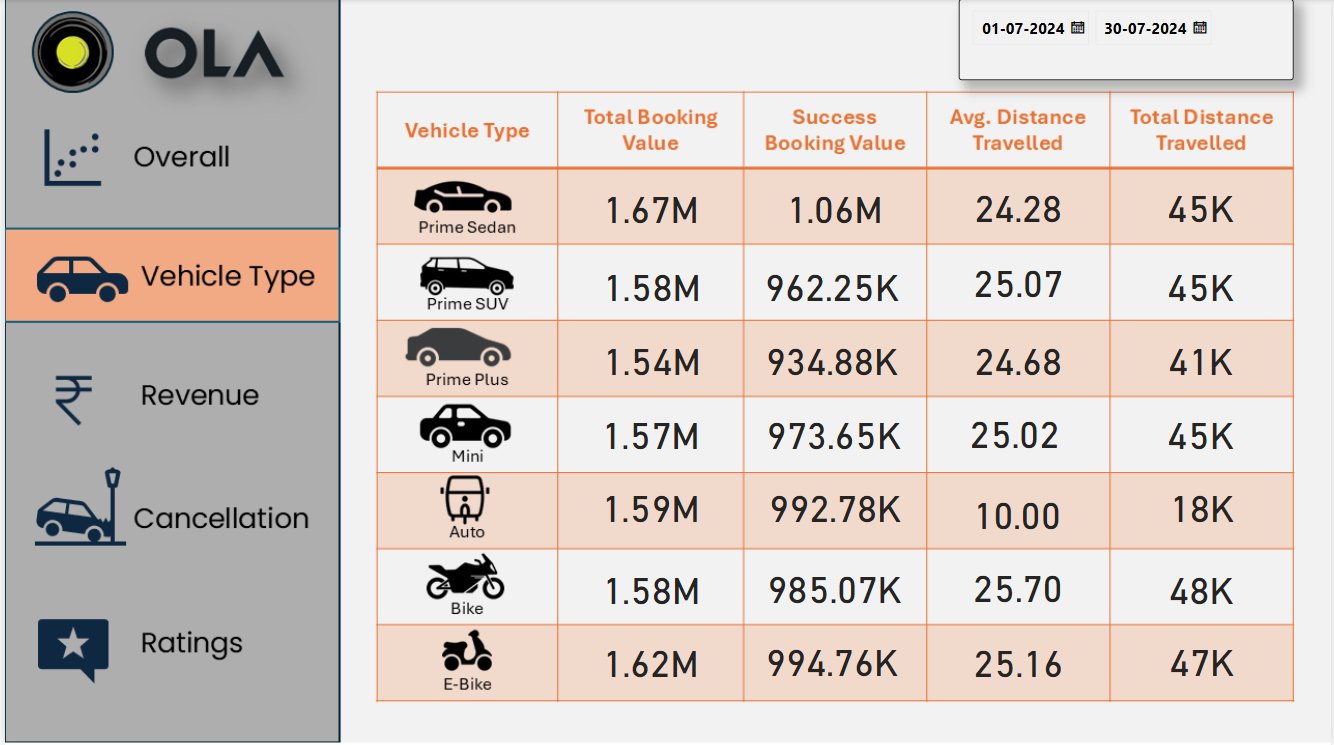 01-07-2024 30-07-2024
OLA
Overall
Vehicle Type
Revenue
Cancellation
Ratings
Vehicle Type Total Booking Value Success Booking Value Avg. Distance Travelled Total Distance Travelled
Prime Sedan 1.67M 1.06M 24.28 45K
Prime SUV 1.58M 962.25K 25.07 45K
Prime Plus 1.54M 934.88K 24.68 41K
Mini 1.57M 973.65K 25.02 45K
Auto 1.59M 992.78K 10.00 18K
Bike 1.58M 985.07K 25.70 48K
E-Bike 1.62M 994.76K 25.16 47K